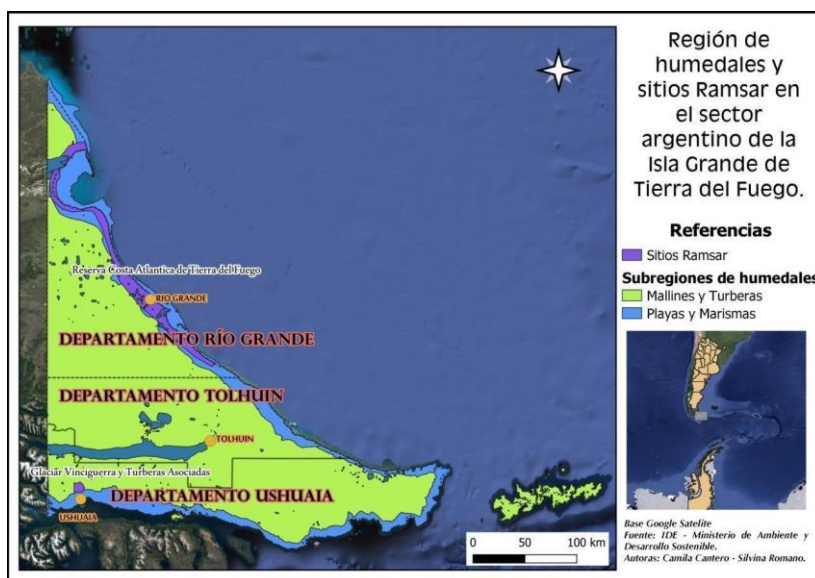 Región de
humedales y
sitios Ramsar en
el sector
argentino de la
Isla Grande de
Tierra del Fuego.
Referencias
Sitios Ramsar
Subregiones de humedales
Mallines y Turberas
Playas y Marismas
Reserva Costa Atlantica de Tierra del Fuego
RIO GRANDE
DEPARTAMENTO RÍO GRANDE
DEPARTAMENTO TOLHUIN
TOLHUIN
Glaciar Vinciguerra y Turberas Asociadas
DEPARTAMENTO USHUAIA
USHUAIA
0 50 100 km
Base Google Satelite
Fuente: IDE - Ministerio de Ambiente y
Desarrollo Sostenible.
Autoras: Camila Cantero - Silvina Romano.